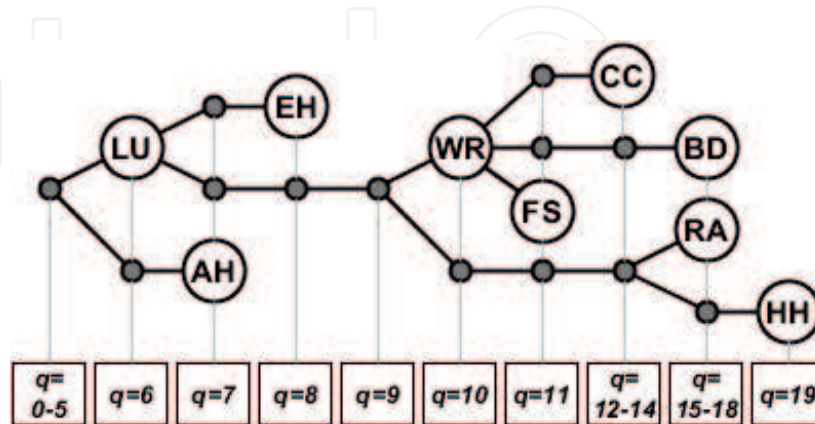 CC
EH
LU
WR
BD
FS
RA
AH
HH
q=
0-5
q=6
q=7
q=8
q=9
q=10
q=11
q=
12-14
q=
15-18
q=19